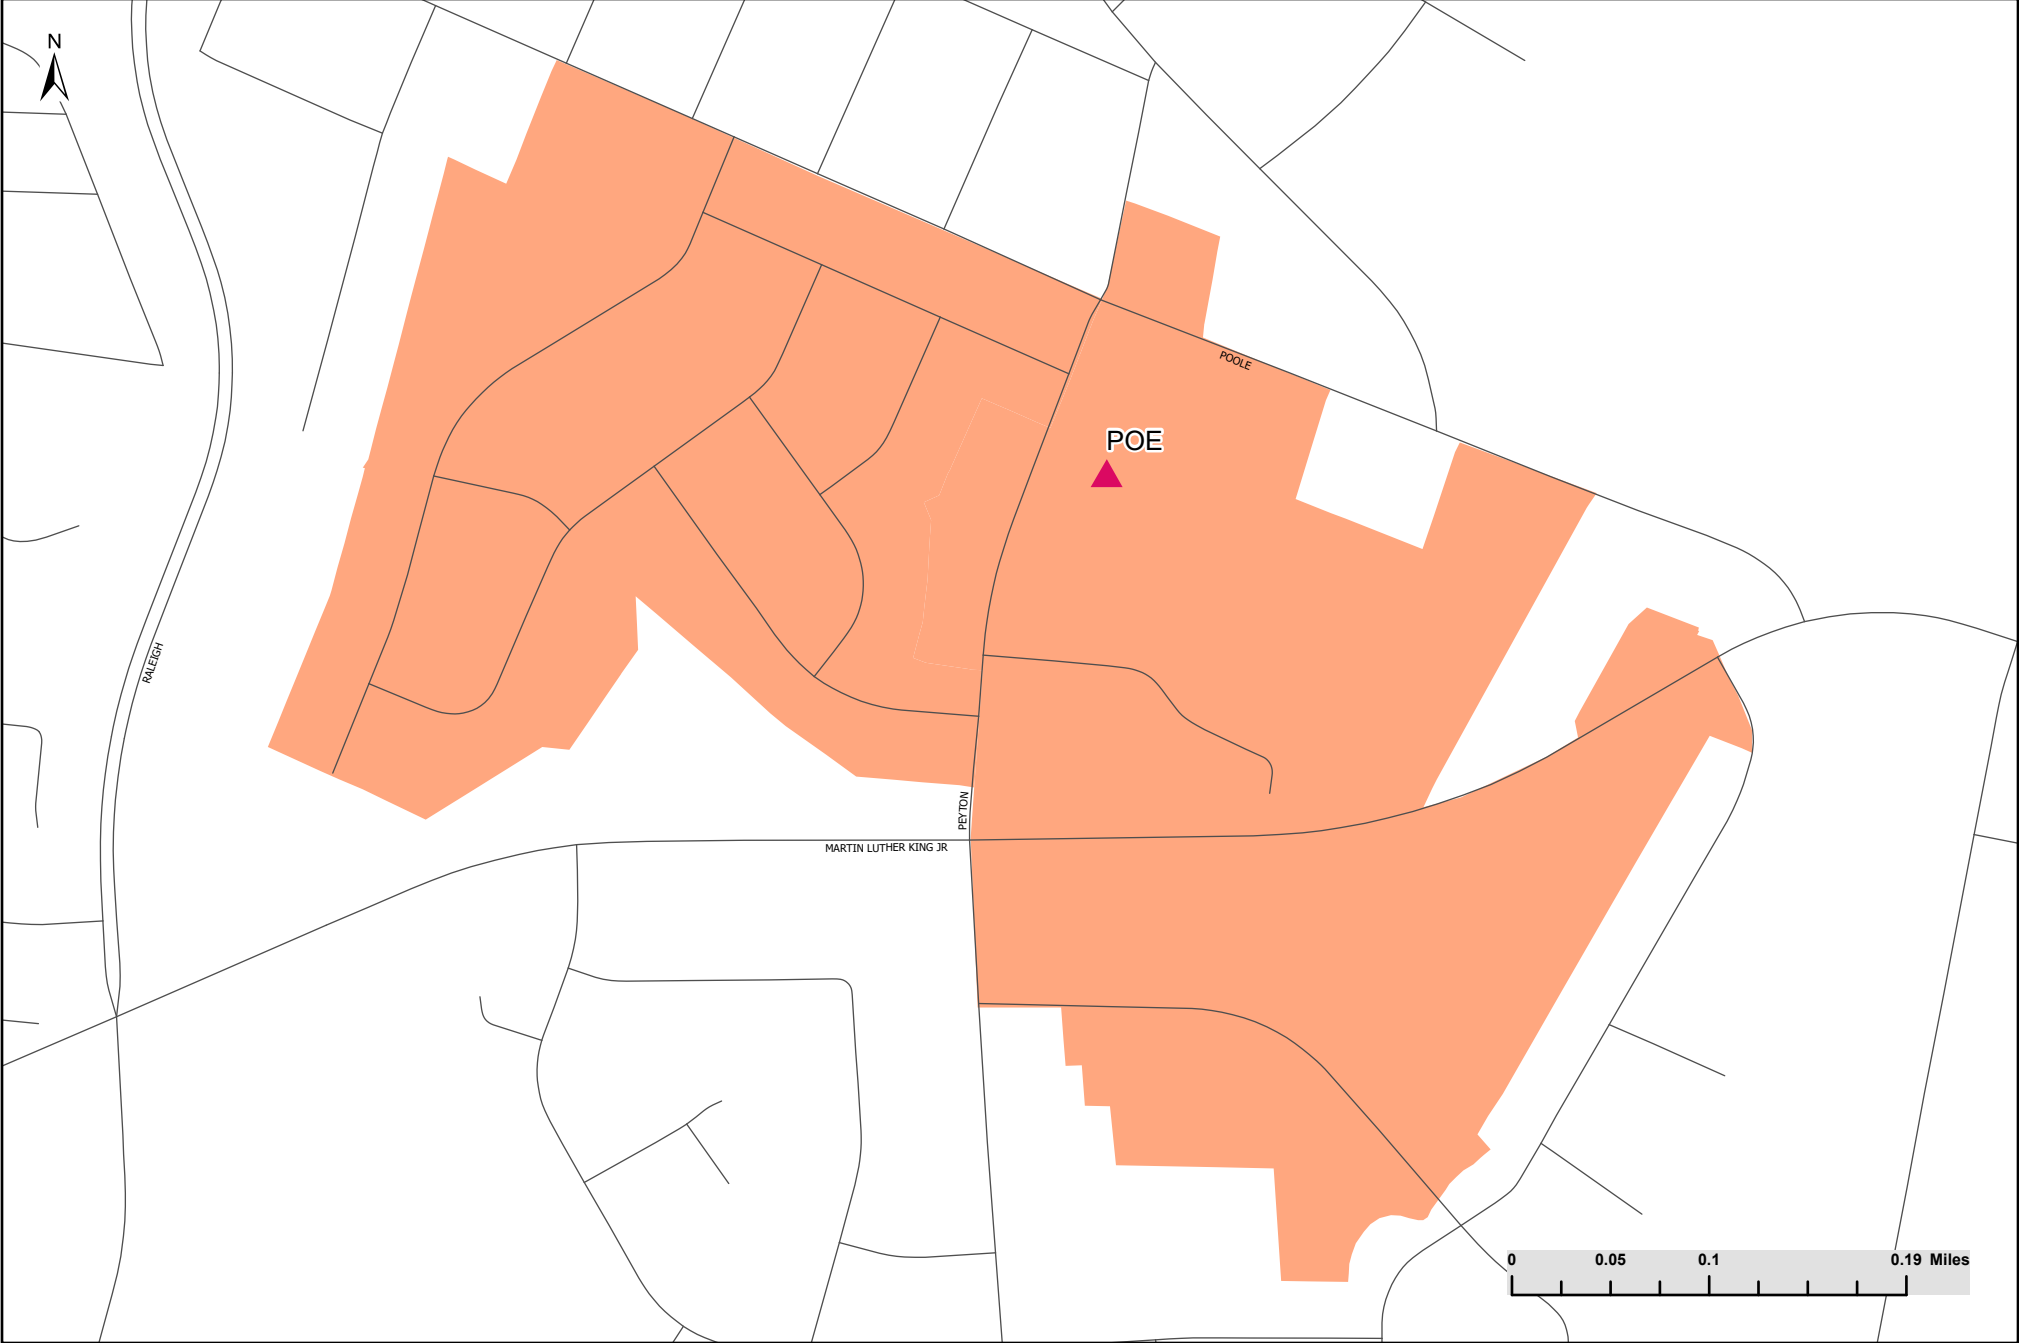 N
POOLE
POE
RALEIGH
PEYTON
MARTIN LUTHER KING JR
0 0.05 0.1 0.19 Miles